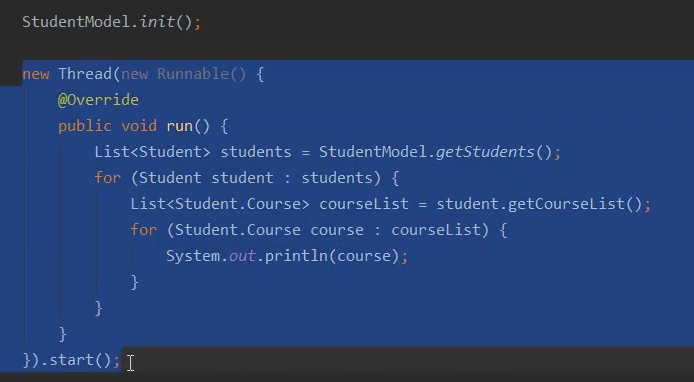 StudentModel.init();
new Thread(new Runnable() {
@Override
public void run() {
List<Student> students = StudentModel.getStudents();
for (Student student : students) {
List<Student.Course> courseList = student.getCourseList();
for (Student.Course course : courseList) {
System.out.println(course);
}
}
}
}).start();